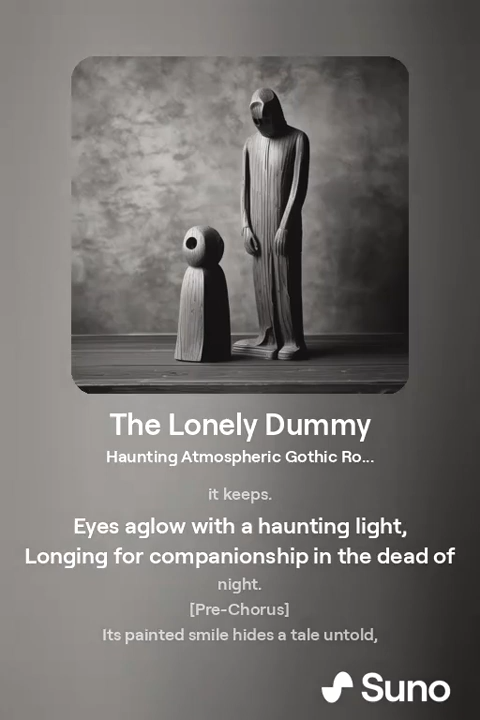 The Lonely Dummy
Haunting Atmospheric Gothic Ro...
it keeps.
Eyes aglow with a haunting light,
Longing for companionship in the dead of
night.
[Pre-Chorus]
Its painted smile hides a tale untold,
Suno